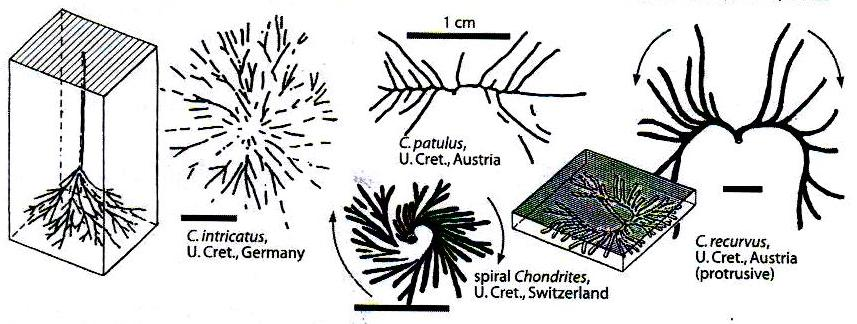 1 cm
C. intricatus,
U. Cret., Germany
C. patulus,
U. Cret., Austria
spiral Chondrites,
U. Cret., Switzerland
C. recurvus,
U. Cret., Austria
(protrusive)